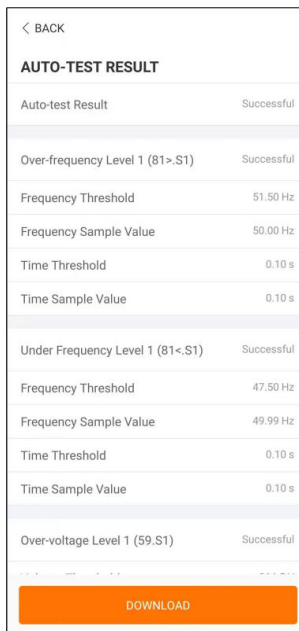 < BACK
AUTO-TEST RESULT
Auto-test Result Successful
Over-frequency Level 1 (81>.S1) Successful
Frequency Threshold 51.50 Hz
Frequency Sample Value 50.00 Hz
Time Threshold 0.10 s
Time Sample Value 0.10 s
Under Frequency Level 1 (81<.S1) Successful
Frequency Threshold 47.50 Hz
Frequency Sample Value 49.99 Hz
Time Threshold 0.10 s
Time Sample Value 0.10 s
Over-voltage Level 1 (59.S1) Successful
DOWNLOAD